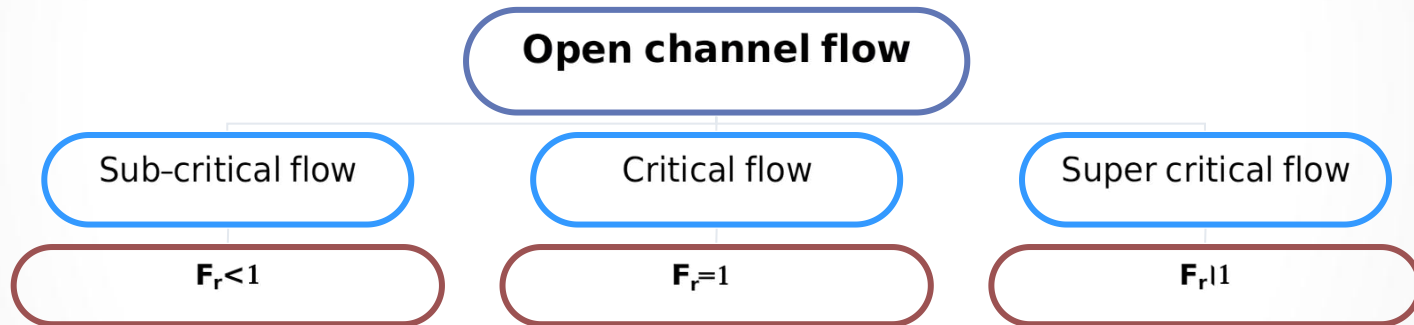 Open channel flow
Sub-critical flow
Critical flow
Super critical flow
Fr<1
Fr=1
Fr≀1